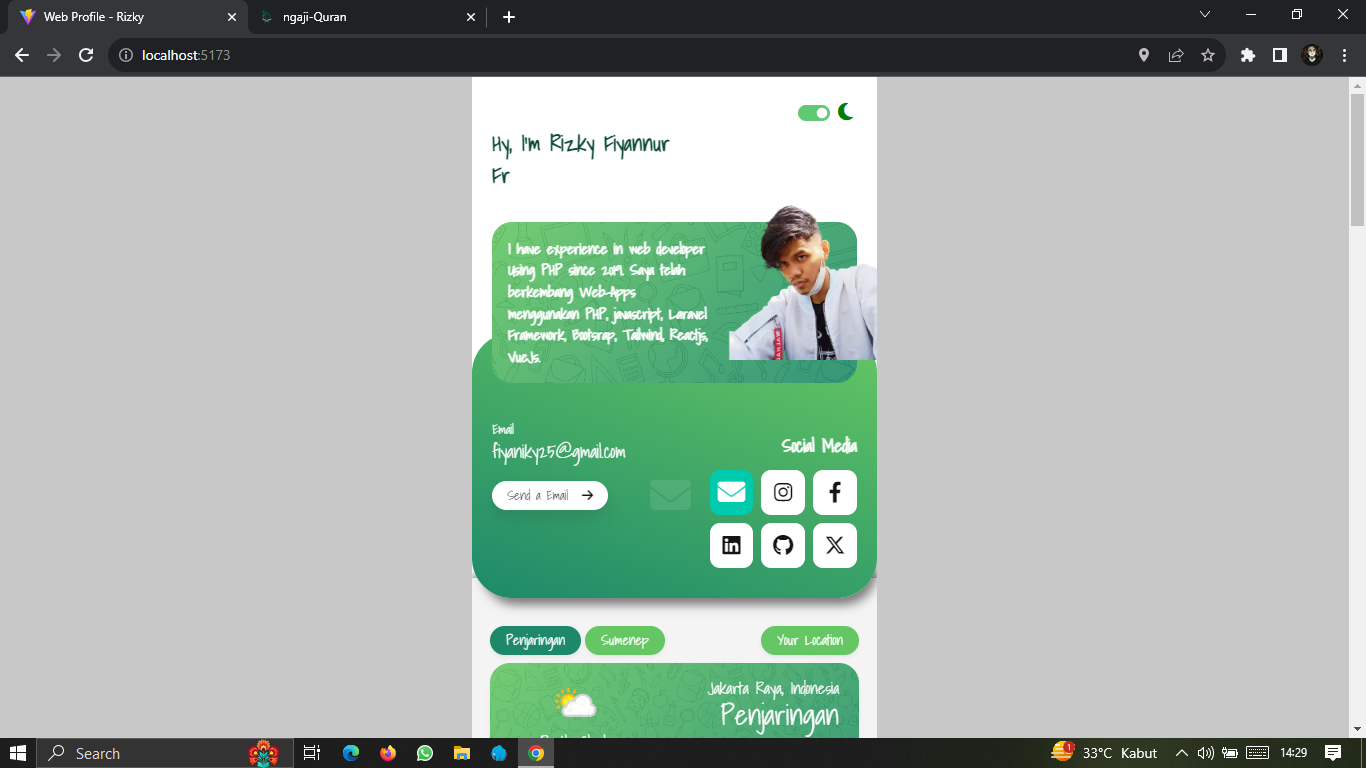 Web Profile - Rizky
ngaji-Quran
localhost:5173
Hy, I'm Rizky Fiyannur
Fr
I have experience in web developer
Using PHP since 2019. Saya telah
berkembang Web-Apps
menggunakan PHP, javascript, Laravel
Framework, Bootsrap, Tailwind, Reactjs,
VueJs.
Email
fiyaniky25@gmail.com
Send a Email
Social Media
Penjaringan
Sumenep
Your Location
Jakarta Raya, Indonesia
Penjaringan
Search
1
33°C Kabut
14:29